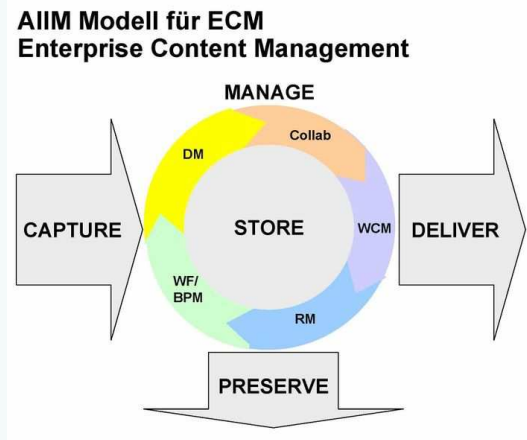 AIIM Modell für ECM
Enterprise Content Management
MANAGE
Collab
DM
CAPTURE
STORE
WCM
DELIVER
WF/
BPM
RM
PRESERVE